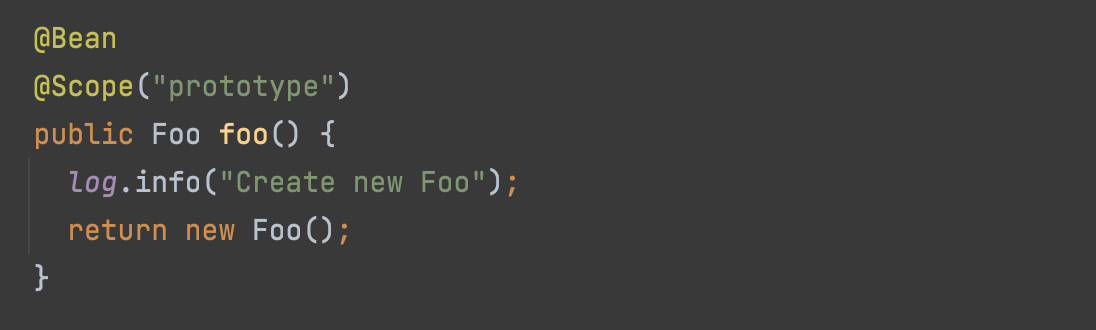 @Bean
@Scope("prototype")
public Foo foo() {
log.info("Create new Foo");
return new Foo();
}